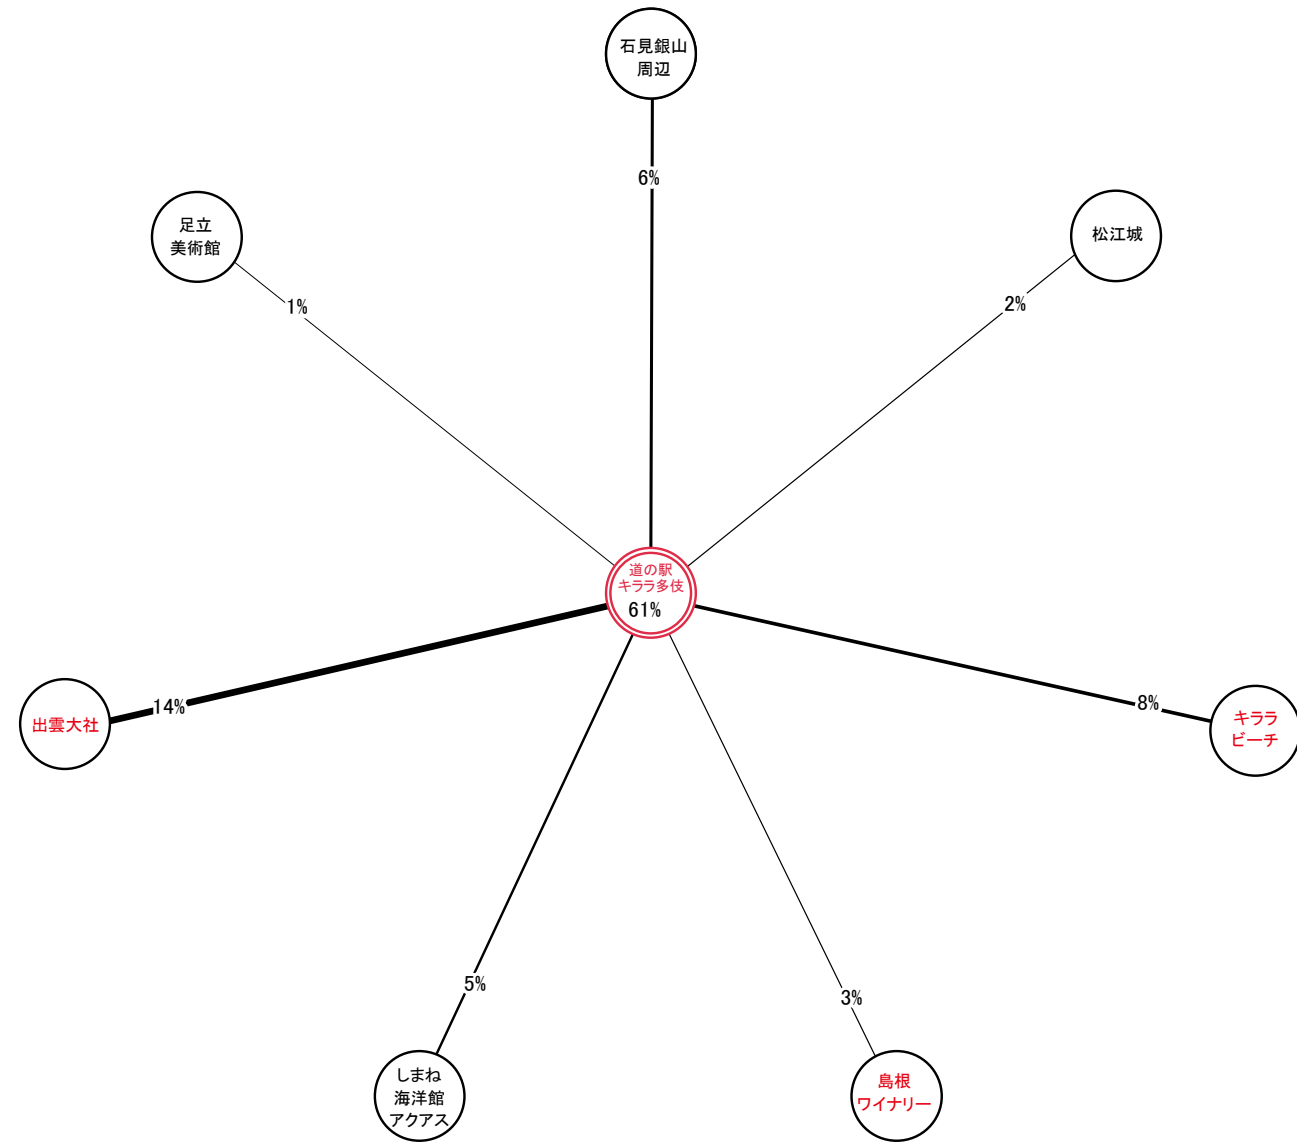 石見銀山
周辺
6%
足立
美術館
1%
松江城
2%
道の駅
キララ多伎
61%
出雲大社
14%
8%
キララ
ビーチ
5%
しまね
海洋館
アクアス
3%
島根
ワイナリー